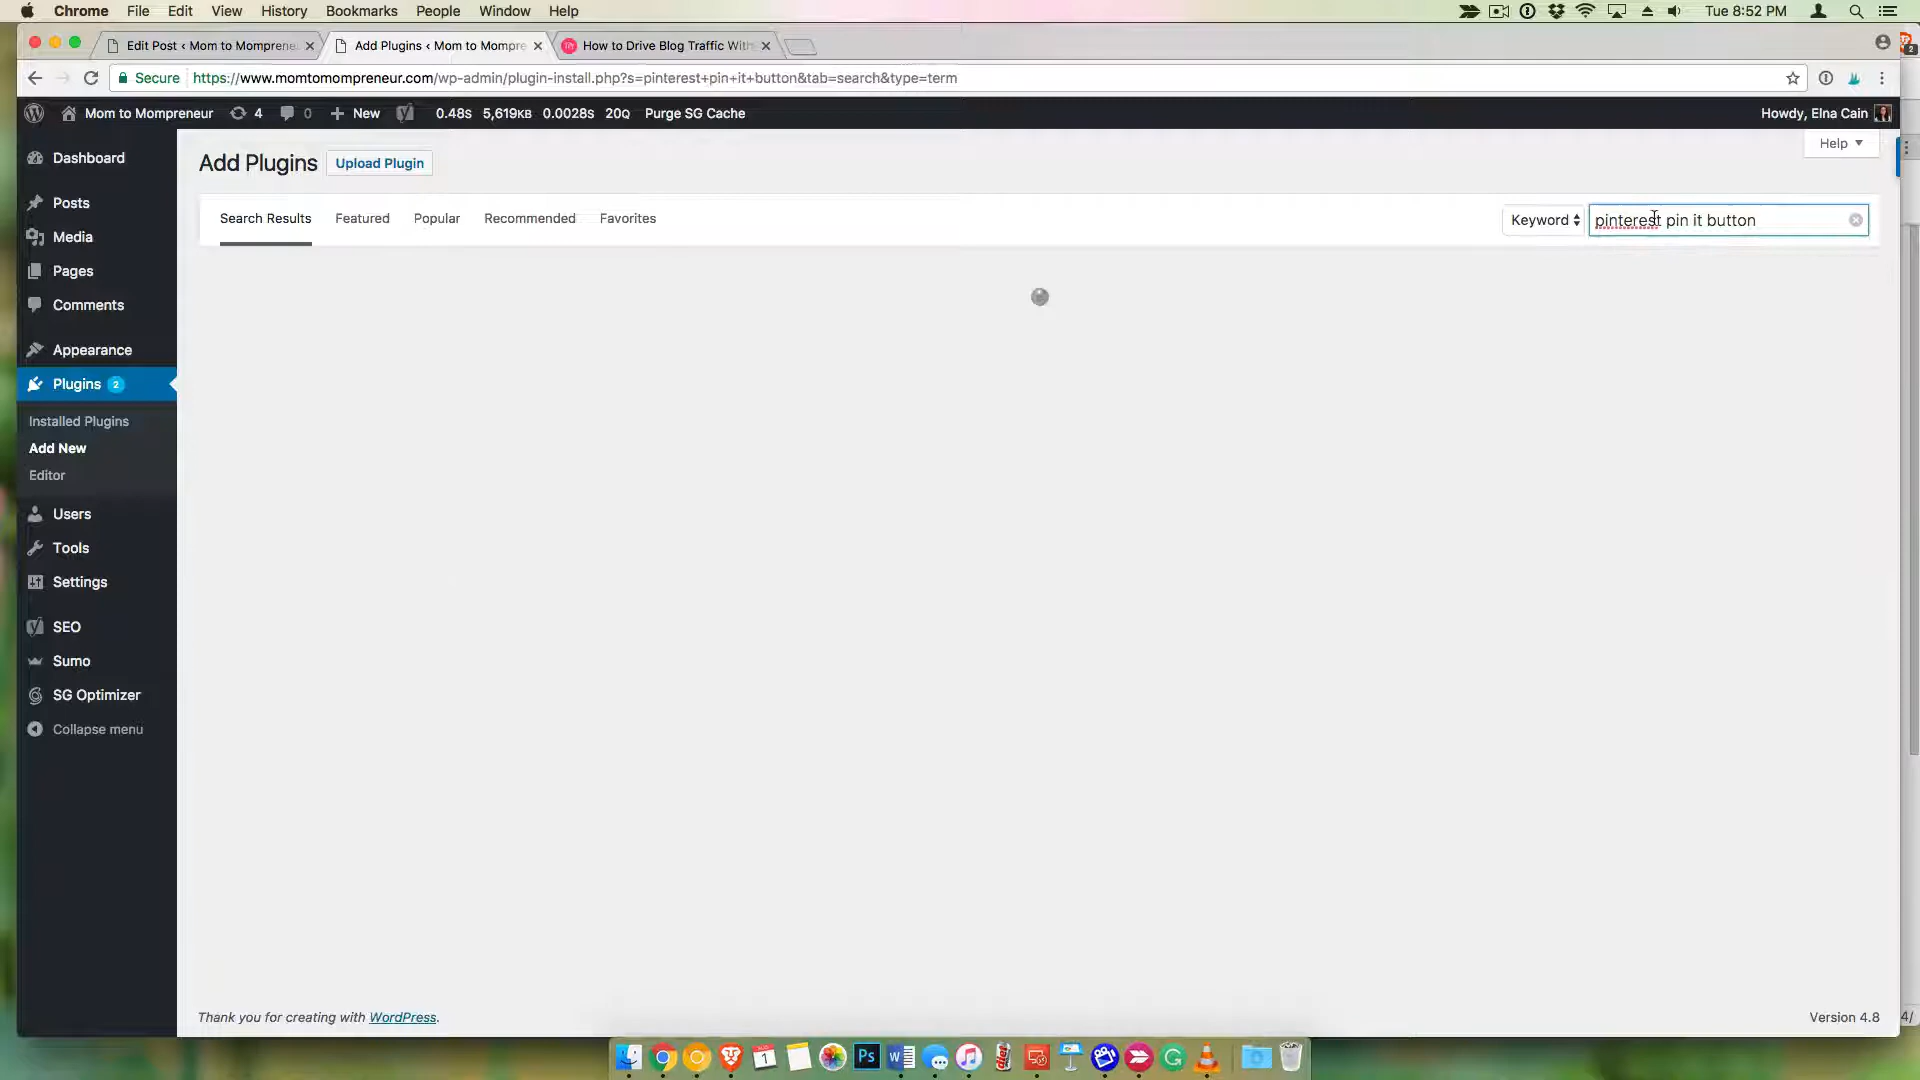 Chrome File Edit View History Bookmarks People Window Help Tue 8:52 PM
Edit Post ‹ Mom to Momprene Add Plugins ‹ Mom to Mompre How to Drive Blog Traffic With
Secure https://www.momtomompreneur.com/wp-admin/plugin-install.php?s=pinterest+pin+it+button&tab=search&type=term
Mom to Mompreneur 4 0 + New 0.48S 5,619KB 0.0028S 20Q Purge SG Cache Howdy, Elna Cain
Help
Add Plugins Upload Plugin
Search Results Featured Popular Recommended Favorites Keyword pinterest pin it button
Dashboard
Posts
Media
Pages
Comments
Appearance
Plugins 2
Installed Plugins
Add New
Editor
Users
Tools
Settings
SEO
Sumo
SG Optimizer
Collapse menu
Thank you for creating with WordPress.
Version 4.8